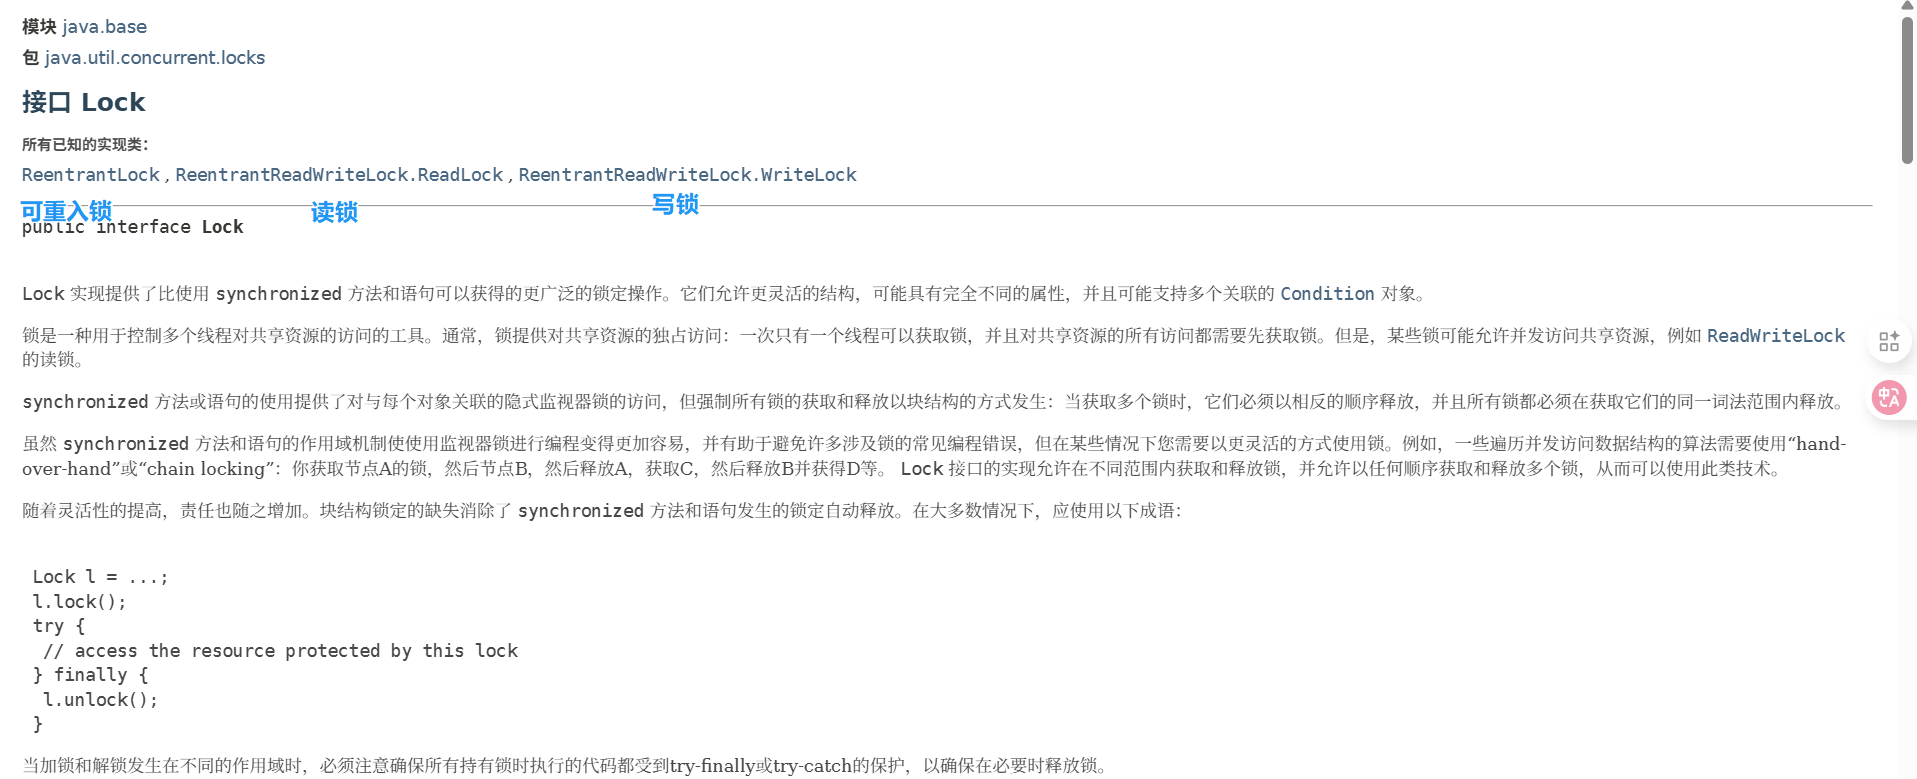 模块 java.base
包 java.util.concurrent.locks
接口 Lock
所有已知的实现类：
ReentrantLock , ReentrantReadWriteLock.ReadLock , ReentrantReadWriteLock.WriteLock
可重入锁 读锁 写锁
public interface Lock
Lock 实现提供了比使用 synchronized 方法和语句可以获得的更广泛的锁定操作。它们允许更灵活的结构，可能具有完全不同的属性，并且可能支持多个关联的 Condition 对象。
锁是一种用于控制多个线程对共享资源的访问的工具。通常，锁提供对共享资源的独占访问：一次只有一个线程可以获取锁，并且对共享资源的所有访问都需要先获取锁。但是，某些锁可能允许并发访问共享资源，例如 ReadWriteLock
的读锁。
synchronized 方法或语句的使用提供了对与每个对象关联的隐式监视器锁的访问，但强制所有锁的获取和释放以块结构的方式发生：当获取多个锁时，它们必须以相反的顺序释放，并且所有锁都必须在获取它们的同一词法范围内释放。
虽然 synchronized 方法和语句的作用域机制使使用监视器锁进行编程变得更加容易，并有助于避免许多涉及锁的常见编程错误，但在某些情况下您需要以更灵活的方式使用锁。例如，一些遍历并发访问数据结构的算法需要使用“hand-
over-hand”或“chain locking”：你获取节点A的锁，然后节点B，然后释放A，获取C，然后释放B并获得D等。 Lock 接口的实现允许在不同范围内获取和释放锁，并允许以任何顺序获取和释放多个锁，从而可以使用此类技术。
随着灵活性的提高，责任也随之增加。块结构锁定的缺失消除了 synchronized 方法和语句发生的锁定自动释放。在大多数情况下，应使用以下成语：
Lock l = ...;
l.lock();
try {
// access the resource protected by this lock
} finally {
l.unlock();
}
当加锁和解锁发生在不同的作用域时，必须注意确保所有持有锁时执行的代码都受到try-finally或try-catch的保护，以确保在必要时释放锁。